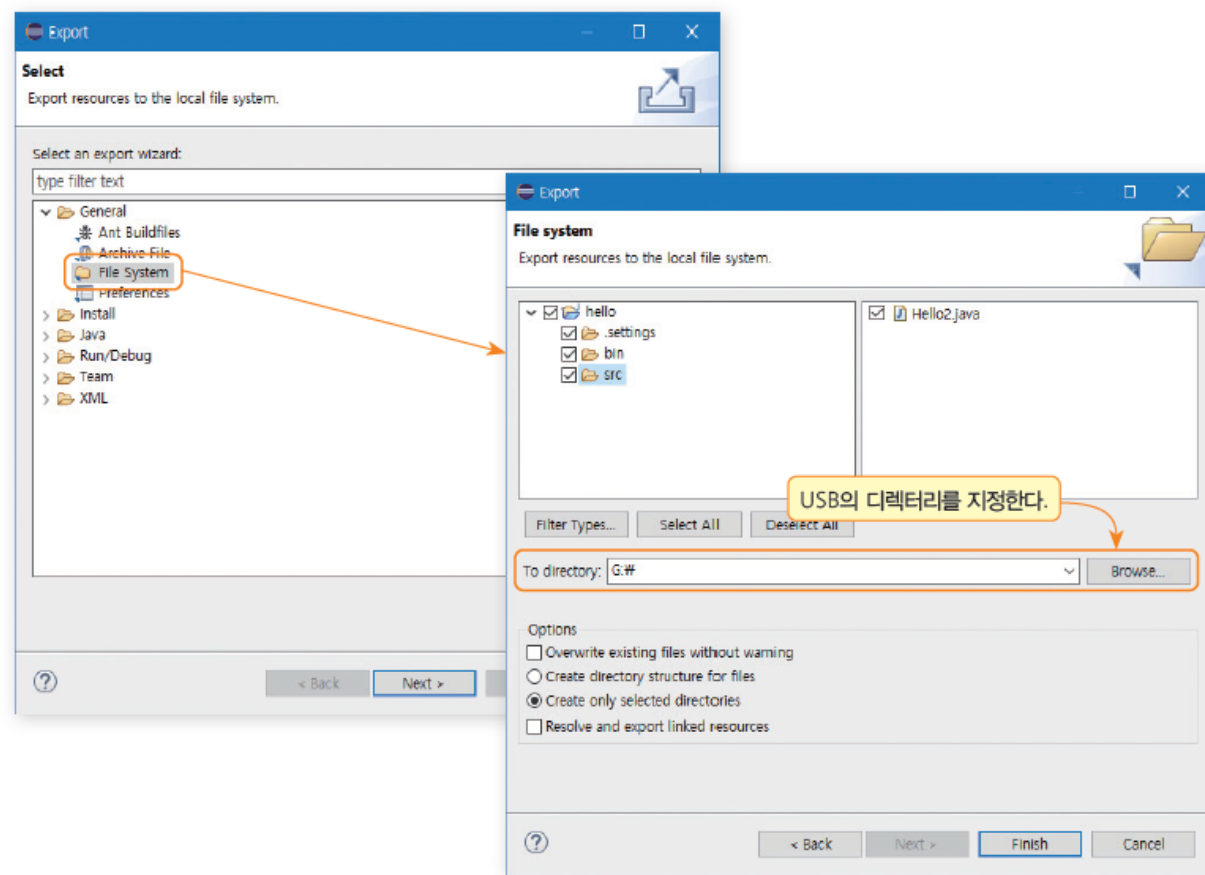 Export
Select
Export resources to the local file system.
Select an export wizard:
type filter text
General
Ant Buildfiles
Archive File
File System
Preferences
Install
Java
Run/Debug
Team
XML
< Back
Next >
Export
File system
Export resources to the local file system.
hello
.settings
bin
src
Hello2.java
USB의 디렉터리를 지정한다.
Filter Types...
Select All
Deselect All
To directory:
G:₩
Browse...
Options
Overwrite existing files without warning
Create directory structure for files
Create only selected directories
Resolve and export linked resources
< Back
Next >
Finish
Cancel